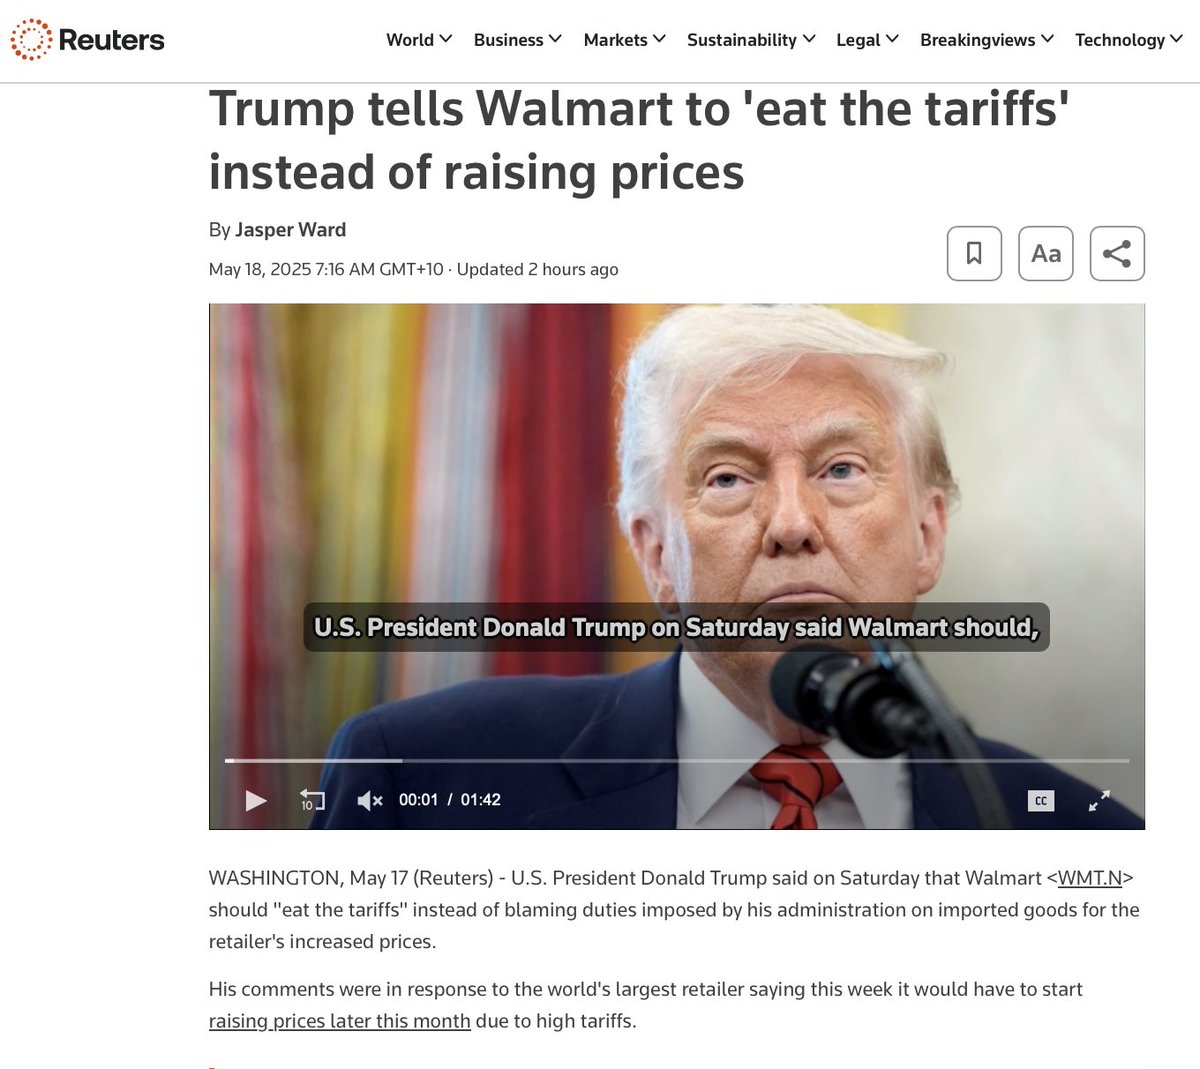 Reuters
World Business Markets Sustainability Legal Breakingviews Technology
Trump tells Walmart to 'eat the tariffs'
instead of raising prices
By Jasper Ward
May 18, 2025 7:16 AM GMT+10 · Updated 2 hours ago
Aa
U.S. President Donald Trump on Saturday said Walmart should,
10 00:01 / 01:42 CC
WASHINGTON, May 17 (Reuters) - U.S. President Donald Trump said on Saturday that Walmart <WMT.N>
should "eat the tariffs" instead of blaming duties imposed by his administration on imported goods for the
retailer's increased prices.
His comments were in response to the world's largest retailer saying this week it would have to start
raising prices later this month due to high tariffs.